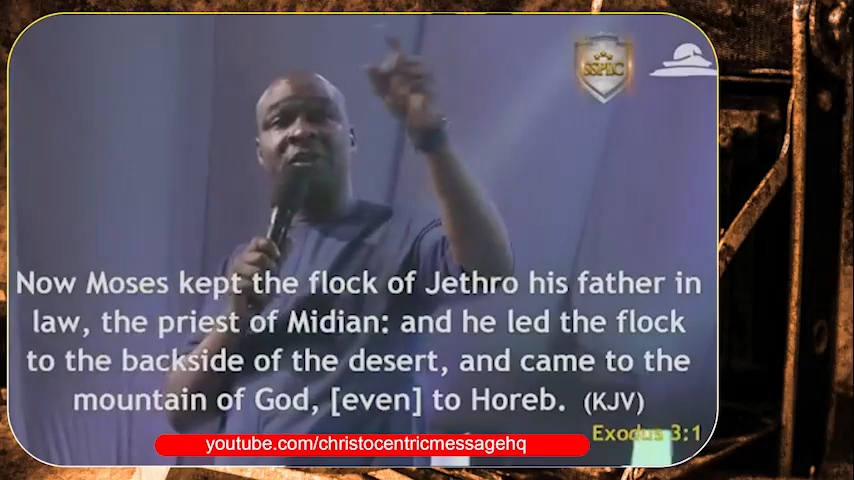 SSPBC
Now Moses kept the flock of Jethro his father in
law, the priest of Midian: and he led the flock
to the backside of the desert, and came to the
mountain of God, [even] to Horeb. (KJV)
Exodus 3:1
youtube.com/christocentricmessagehq